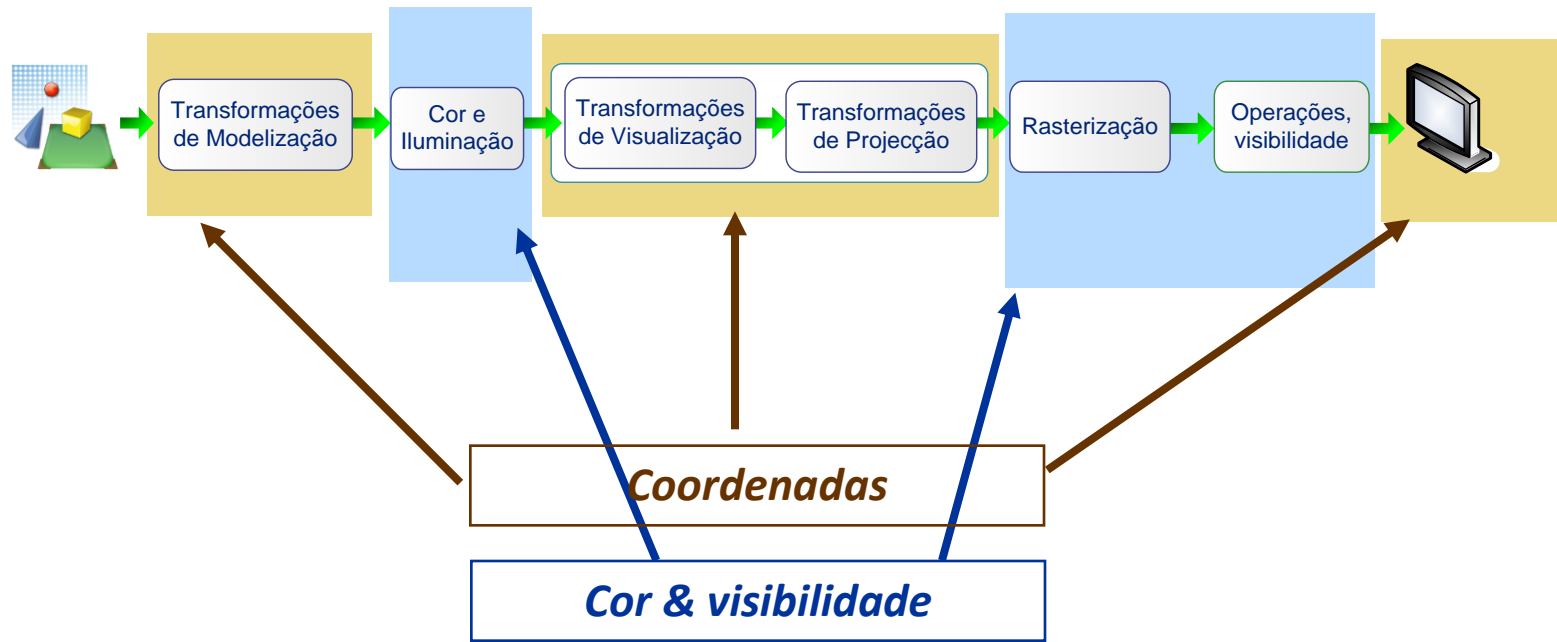 Transformações
de Modelização
Cor e
Iluminação
Transformações
de Visualização
Transformações
de Projecção
Rasterização
Operações,
visibilidade
Coordenadas
Cor & visibilidade